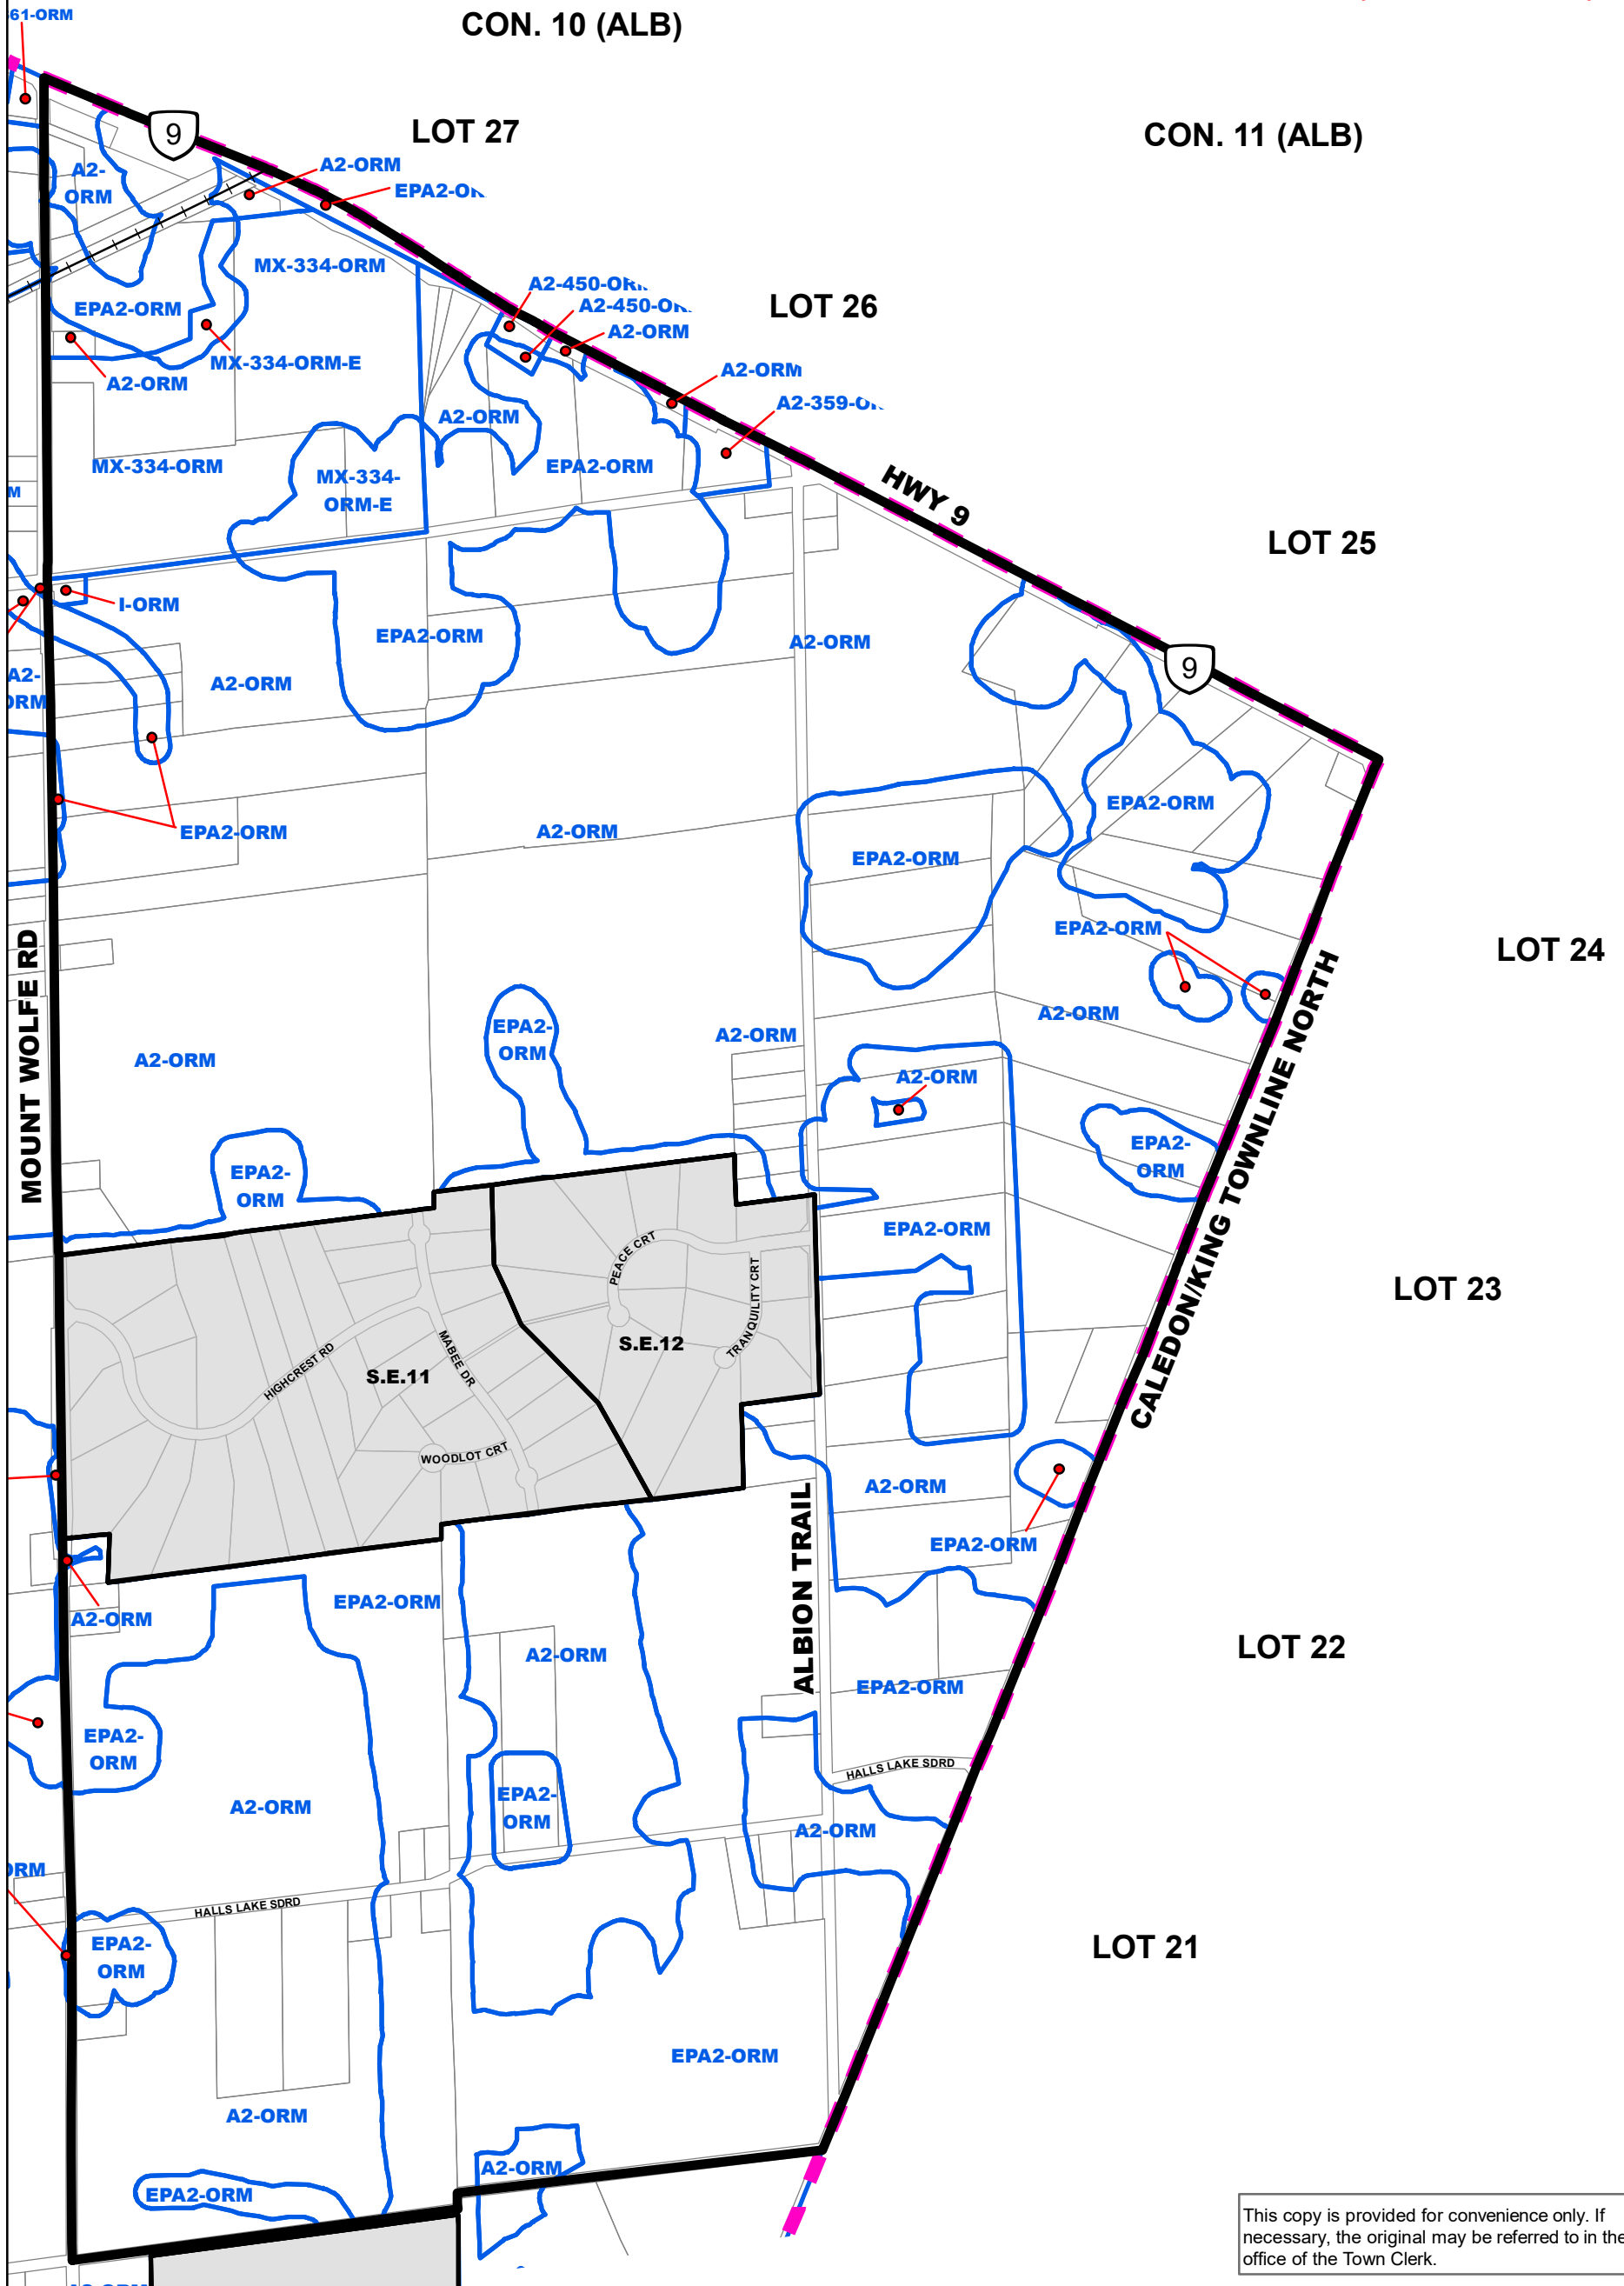 61-ORM
CON. 10 (ALB)
9
LOT 27
CON. 11 (ALB)
A2-ORM
A2-
ORM
MX-334-ORM
A2-450-
LOT 26
A2-450-
EPA2-ORM
A2-ORM
MX-334-ORM-E
A2-ORM
A2-ORM
A2-359-
A2-ORM
MX-334-ORM
EPA2-ORM
MX-334-
ORM-E
HWY 9
LOT 25
I-ORM
EPA2-ORM
A2-ORM
9
A2-
ORM
A2-ORM
EPA2-ORM
EPA2-ORM
A2-ORM
EPA2-ORM
EPA2-ORM
LOT 24
MOUNT WOLFE RD
EPA2-
ORM
A2-ORM
A2-ORM
A2-ORM
A2-ORM
CALEDON/KING TOWNLINE NORTH
EPA2-
ORM
EPA2-
ORM
EPA2-ORM
PEACE CRT
TRANQUILITY CRT
LOT 23
S.E.12
HIGHCREST RD
MABEE DR
S.E.11
WOODLOT CRT
A2-ORM
ALBION TRAIL
EPA2-ORM
EPA2-ORM
A2-ORM
A2-ORM
LOT 22
EPA2-ORM
EPA2-
ORM
HALLS LAKE SDRD
EPA2-
ORM
A2-ORM
A2-ORM
ORM
HALLS LAKE SDRD
EPA2-
ORM
LOT 21
EPA2-ORM
A2-ORM
A2-ORM
EPA2-ORM
This copy is provided for convenience only. If
necessary, the original may be referred to in the
office of the Town Clerk.